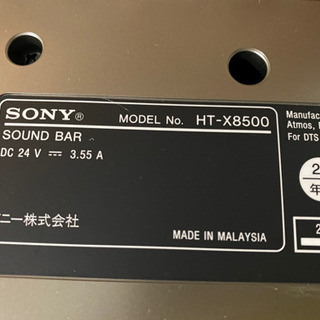 SONY®
MODEL No. HT-X8500
SOUND BAR
DC 24 V ⎓ 3.55 A
ニー株式会社
MADE IN MALAYSIA
Manufac
Atmos,
For DTS
2
年
2